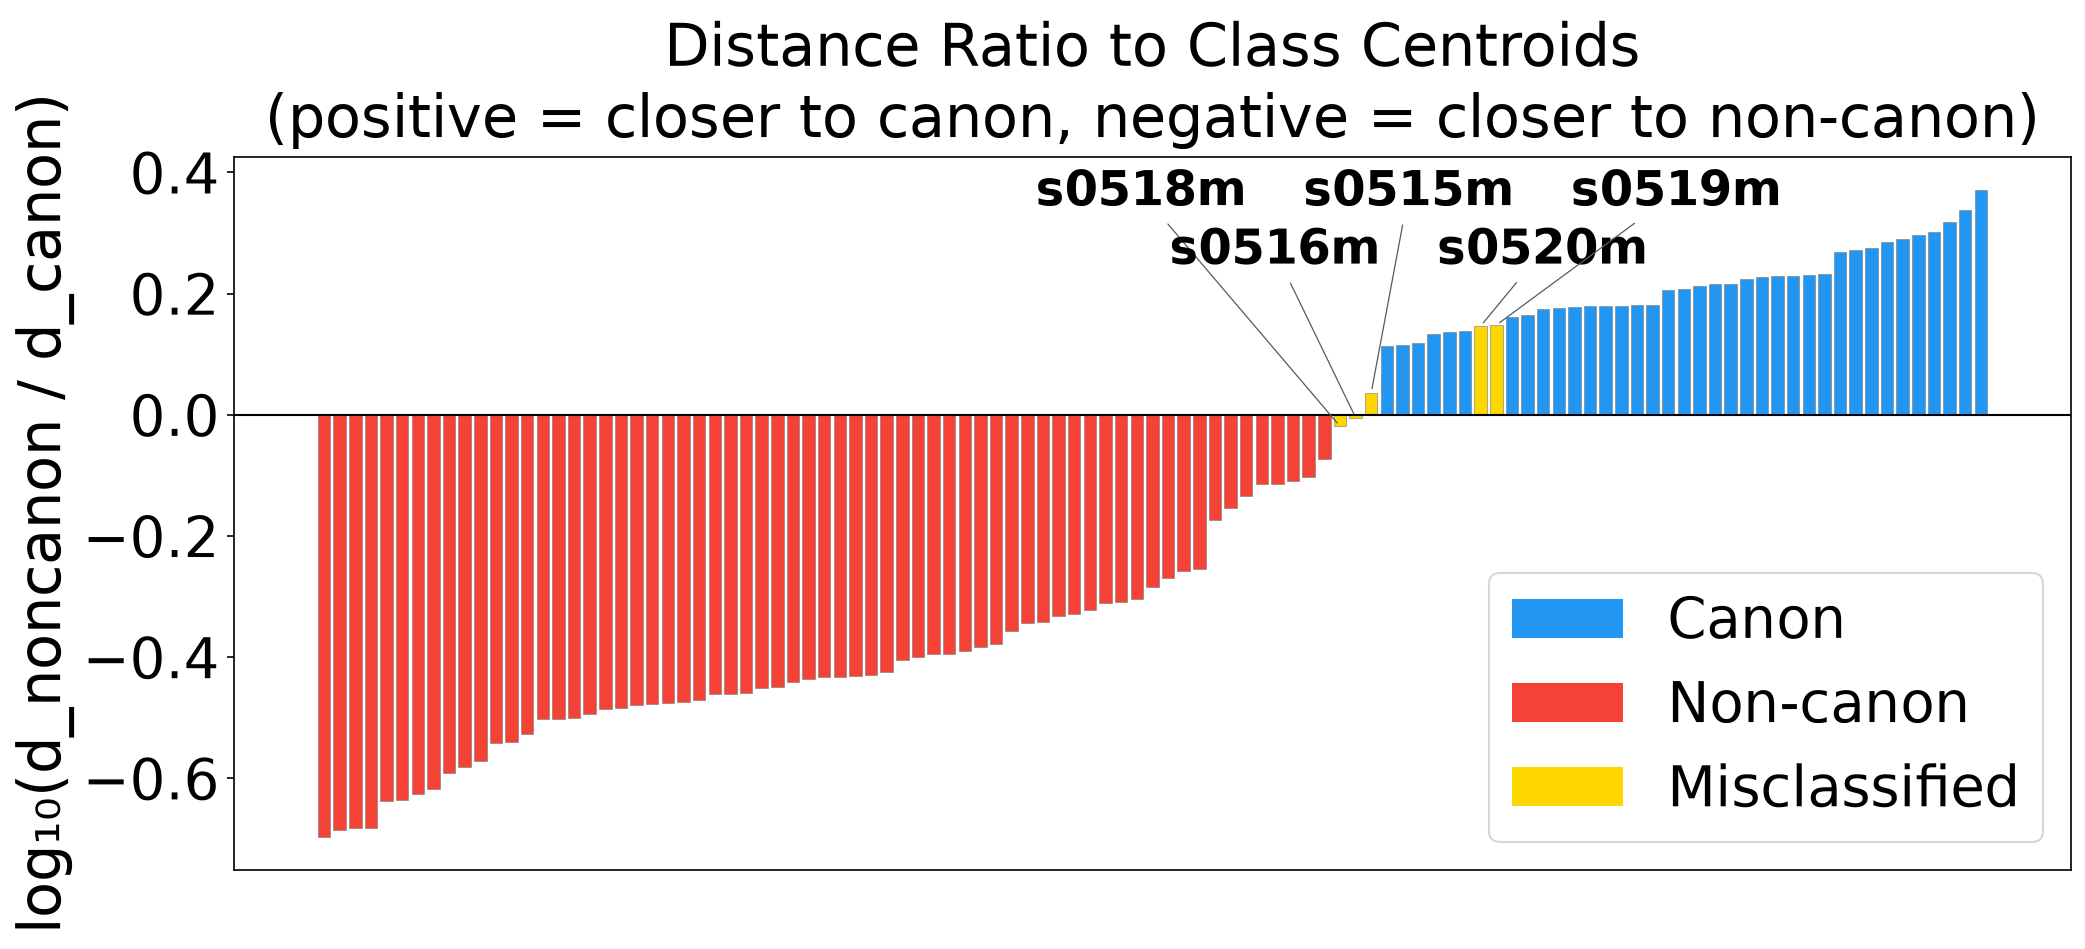 Distance Ratio to Class Centroids
(positive = closer to canon, negative = closer to non-canon)
log₁₀(d_noncanon / d_canon)
0.4
0.2
0.0
−0.2
−0.4
−0.6
s0518m s0515m s0519m
s0516m s0520m
Canon
Non-canon
Misclassified